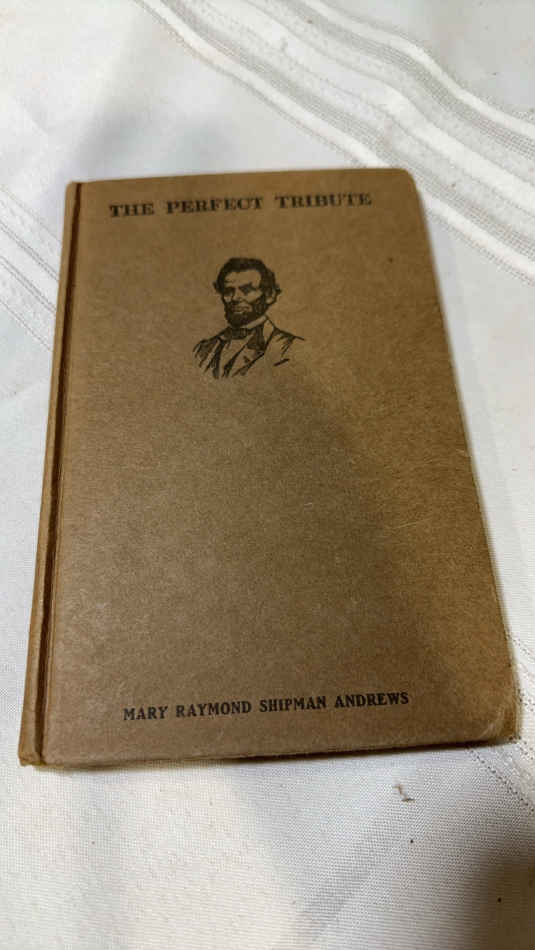 THE PERFECT TRIBUTE
MARY RAYMOND SHIPMAN ANDREWS